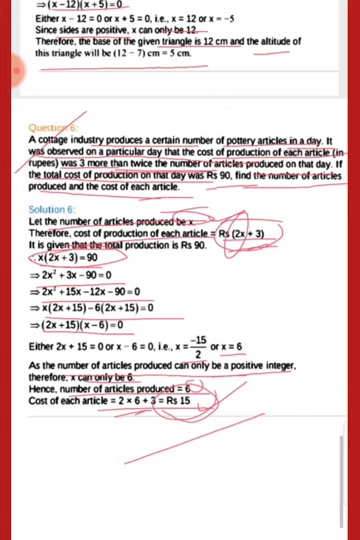 ⇒(x−12)(x+5)=0
Either x − 12 = 0 or x + 5 = 0, i.e., x = 12 or x = −5
Since sides are positive, x can only be 12.
Therefore, the base of the given triangle is 12 cm and the altitude of
this triangle will be (12 − 7) cm = 5 cm.
Question 6:
A cottage industry produces a certain number of pottery articles in a day. It
was observed on a particular day that the cost of production of each article (in
rupees) was 3 more than twice the number of articles produced on that day. If
the total cost of production on that day was Rs 90, find the number of articles
produced and the cost of each article.
Solution 6:
Let the number of articles produced be x
Therefore, cost of production of each article = Rs (2x + 3)
It is given that the total production is Rs 90.
∴ x(2x + 3) = 90
⇒ 2x² + 3x − 90 = 0
⇒ 2x² + 15x − 12x − 90 = 0
⇒ x(2x + 15) − 6(2x + 15) = 0
⇒ (2x + 15)(x − 6) = 0
Either 2x + 15 = 0 or x − 6 = 0, i.e., x = −15/2 or x = 6
As the number of articles produced can only be a positive integer,
therefore, x can only be 6.
Hence, number of articles produced = 6
Cost of each article = 2 × 6 + 3 = Rs 15